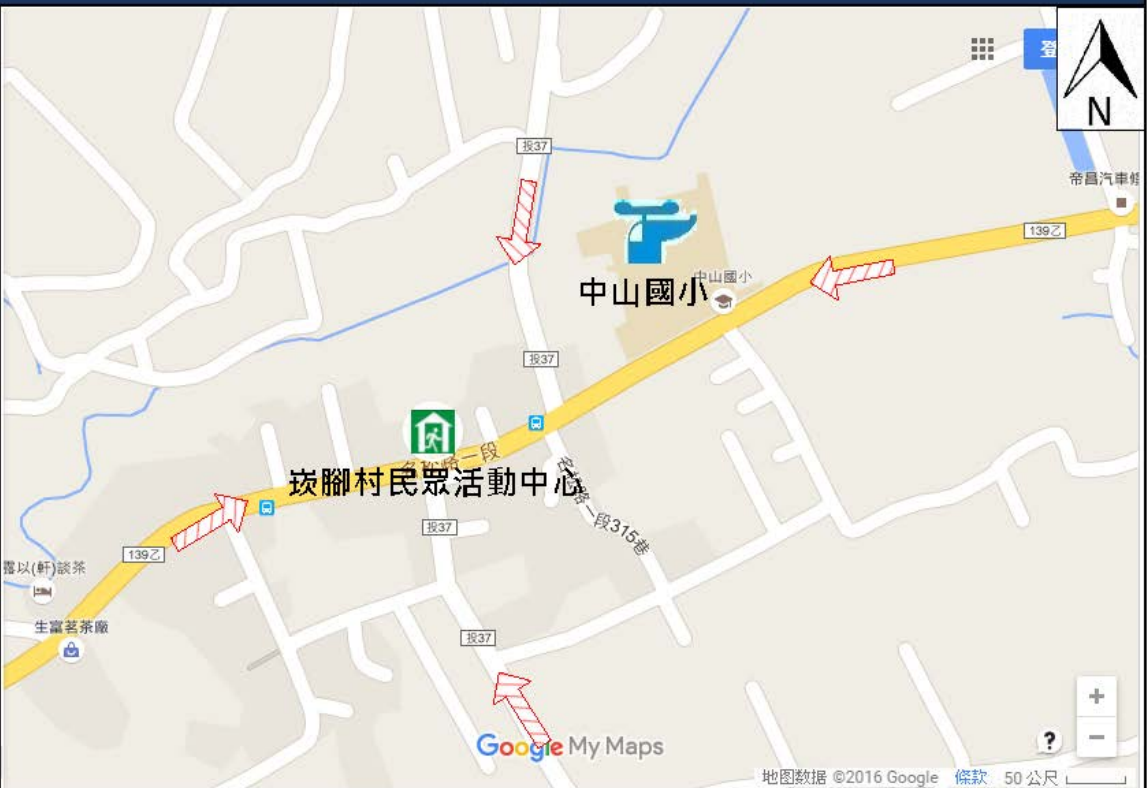 登
N
投37
帝昌汽車修
139乙
中山國小
中山國小
投37
名松路一段
崁腳村民眾活動中心
名松路一段315巷
投37
139乙
露以(軒)談茶
生富茗茶廠
投37
Google My Maps
地图数据 ©2016 Google 條款 50 公尺